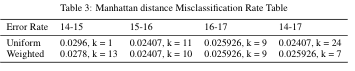 Table 3: Manhattan distance Misclassification Rate Table
Error Rate 14-15 15-16 16-17 14-17
Uniform 0.0296, k = 1 0.02407, k = 11 0.025926, k = 9 0.02407, k = 24
Weighted 0.0278, k = 13 0.02407, k = 10 0.025926, k = 9 0.025926, k = 7